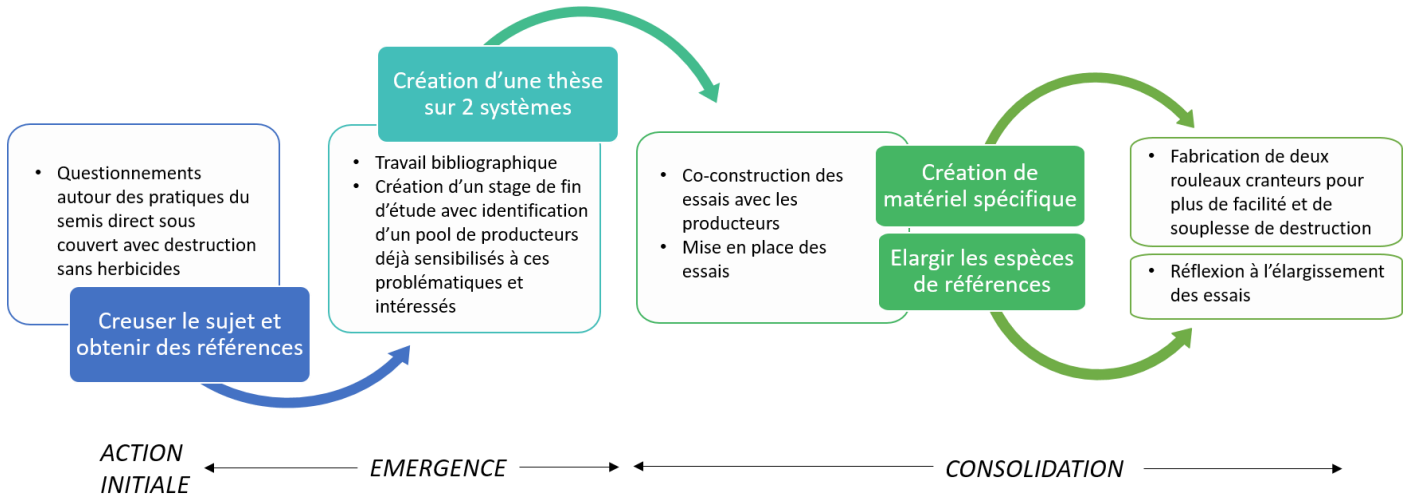 • Questionnements
autour des pratiques du
semis direct sous
couvert avec destruction
sans herbicides
Creuser le sujet et
obtenir des références
Création d’une thèse
sur 2 systèmes
• Travail bibliographique
• Création d’un stage de fin
d’étude avec identification
d’un pool de producteurs
déjà sensibilisés à ces
problématiques et
intéressés
• Co-construction des
essais avec les
producteurs
• Mise en place des
essais
Création de
matériel spécifique
Elargir les espèces
de références
• Fabrication de deux
rouleaux cranteurs pour
plus de facilité et de
souplesse de destruction
• Réflexion à l’élargissement
des essais
ACTION
INITIALE
EMERGENCE
CONSOLIDATION